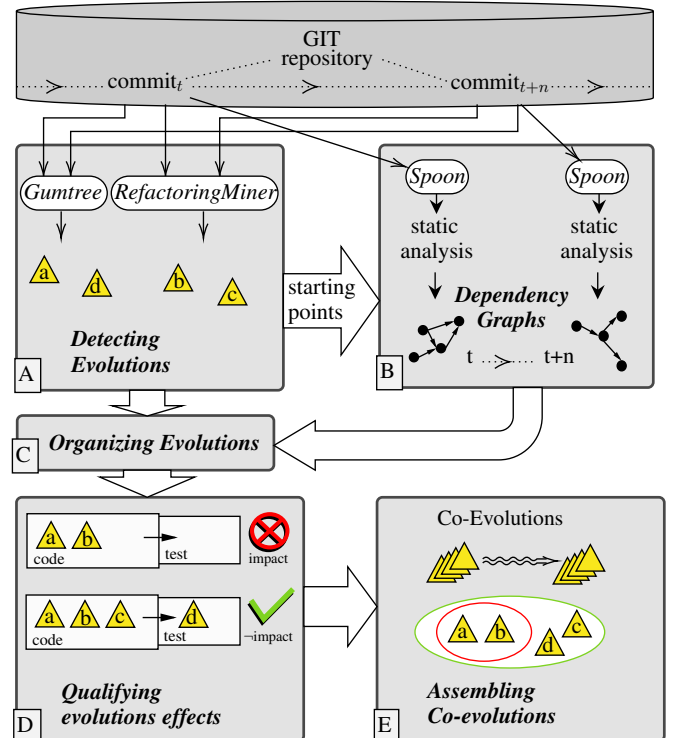 GIT
repository
commit_t
commit_{t+n}
Gumtree
RefactoringMiner
Spoon
Spoon
static
analysis
static
analysis
a
d
b
c
starting
points
Dependency
Graphs
t
t+n
Detecting
Evolutions
A
B
C
Organizing Evolutions
a
b
code
test
impact
a
b
c
d
code
test
¬impact
Qualifying
evolutions effects
D
Co-Evolutions
a
b
d
c
Assembling
Co-evolutions
E